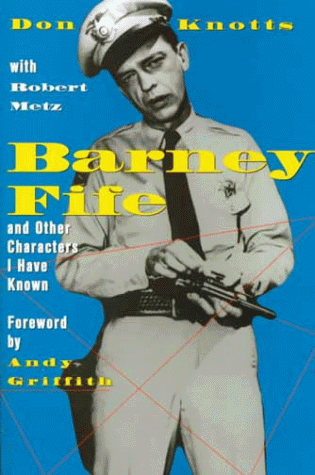 Don Knotts
with
Robert
Metz
Barney
Fife
and Other
Characters
I Have
Known
Foreword
by
Andy
Griffith